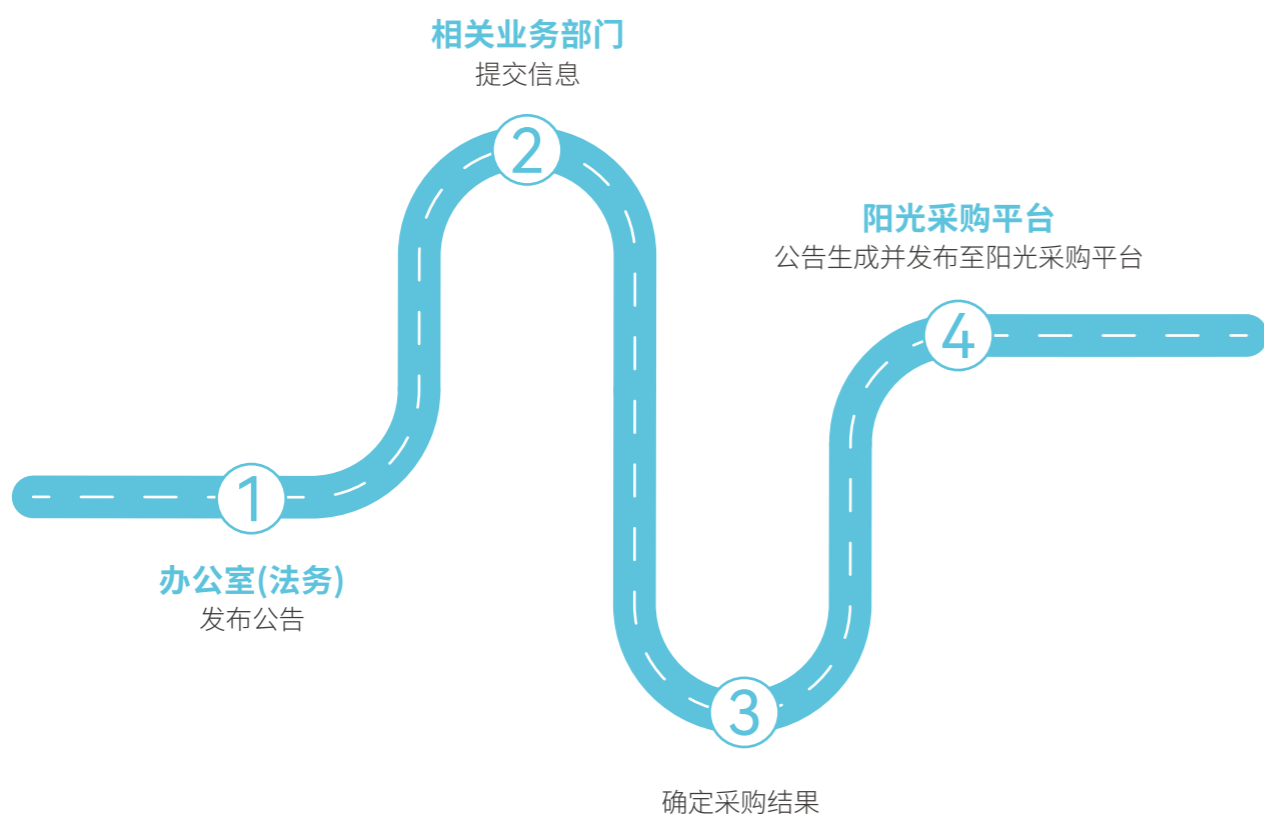 相关业务部门
提交信息
2
阳光采购平台
公告生成并发布至阳光采购平台
4
1
办公室(法务)
发布公告
3
确定采购结果